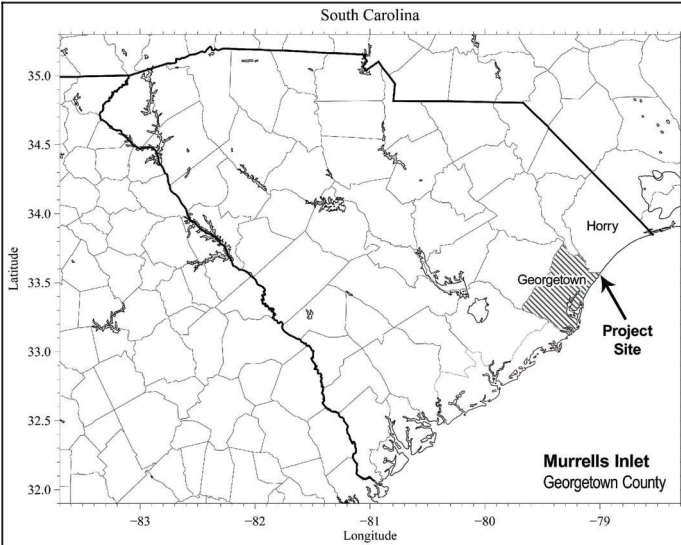 South Carolina
35.0
34.5
34.0
33.5
33.0
32.5
32.0
Latitude
Horry
Georgetown
Project
Site
Murrells Inlet
Georgetown County
−83
−82
−81
−80
−79
Longitude